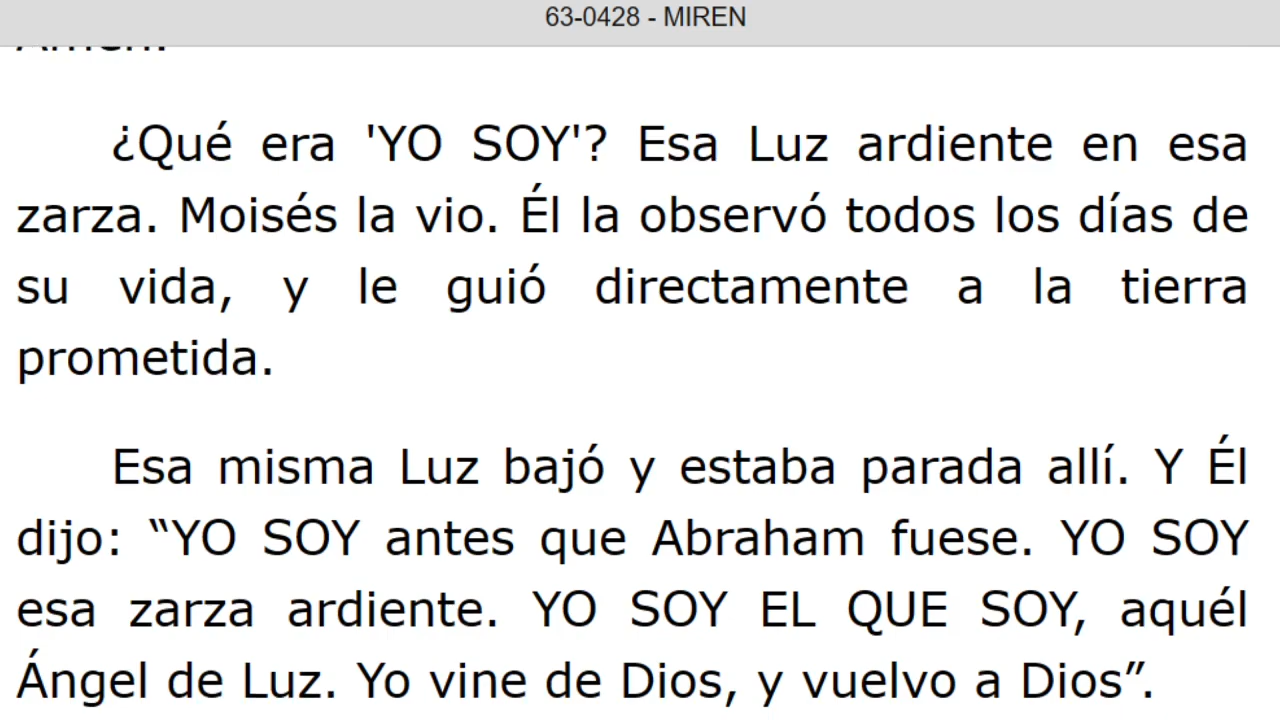 63-0428 - MIREN
Amén.
¿Qué era 'YO SOY'? Esa Luz ardiente en esa
zarza. Moisés la vio. Él la observó todos los días de
su vida, y le guió directamente a la tierra
prometida.
Esa misma Luz bajó y estaba parada allí. Y Él
dijo: “YO SOY antes que Abraham fuese. YO SOY
esa zarza ardiente. YO SOY EL QUE SOY, aquél
Ángel de Luz. Yo vine de Dios, y vuelvo a Dios”.